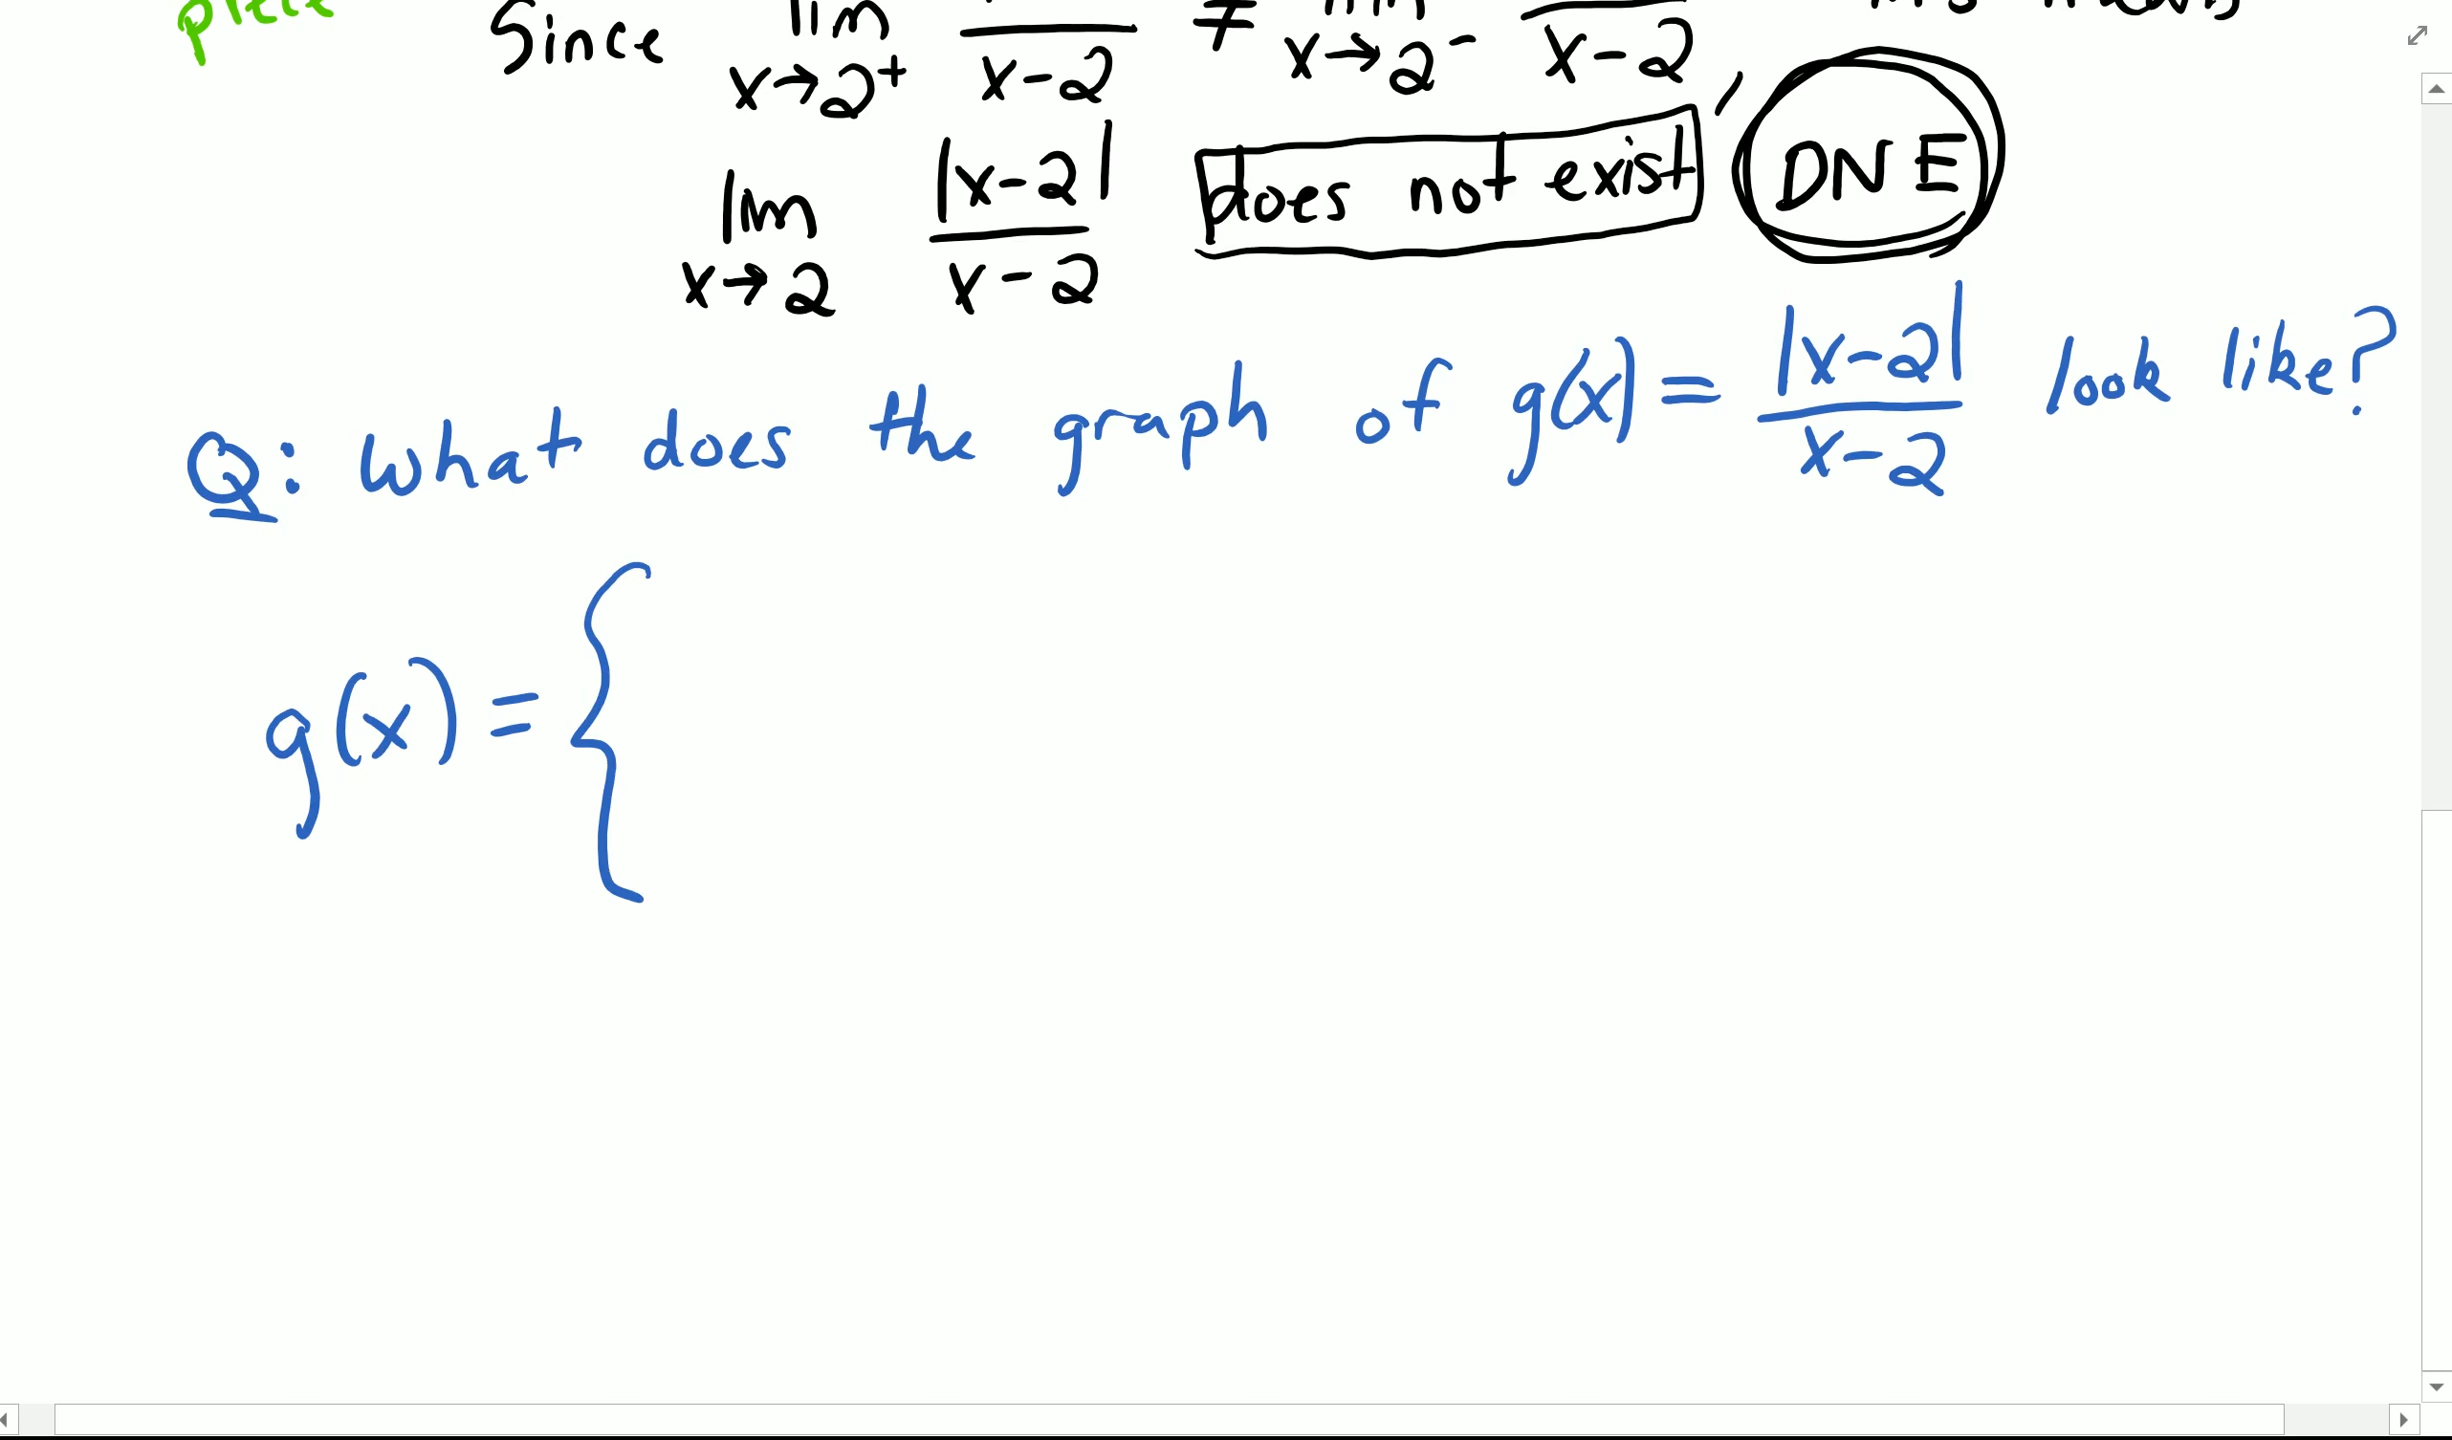 Since lim x→2⁺ /x-2 ≠ x→2⁻ /x-2
lim x→2 |x-2|/x-2 does not exist, DNE
Q: What does the graph of g(x) = |x-2|/x-2 look like?
g(x) = {